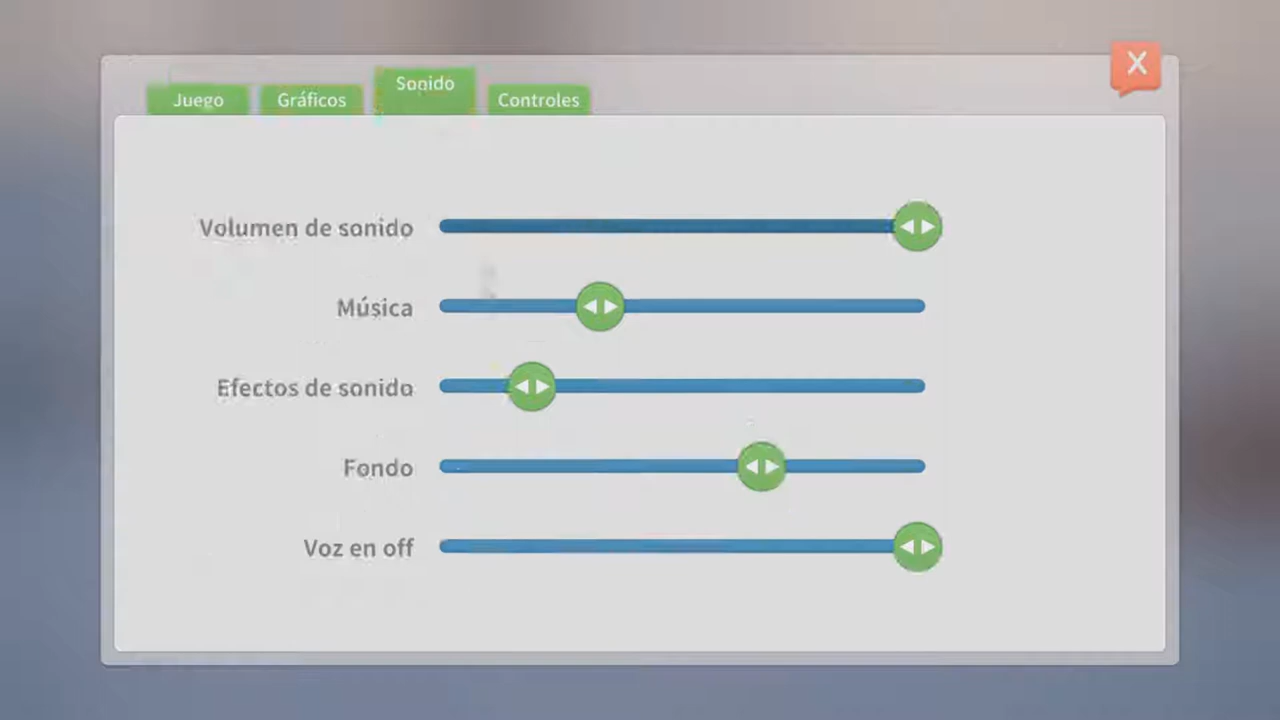 Juego
Gráficos
Sonido
Controles
X
Volumen de sonido
Música
Efectos de sonido
Fondo
Voz en off